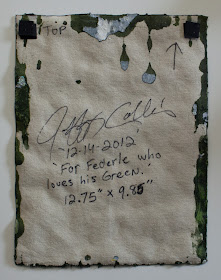 TOP
12-14-2012
"For Federle who
loves his Green."
12.75" x 9.85"